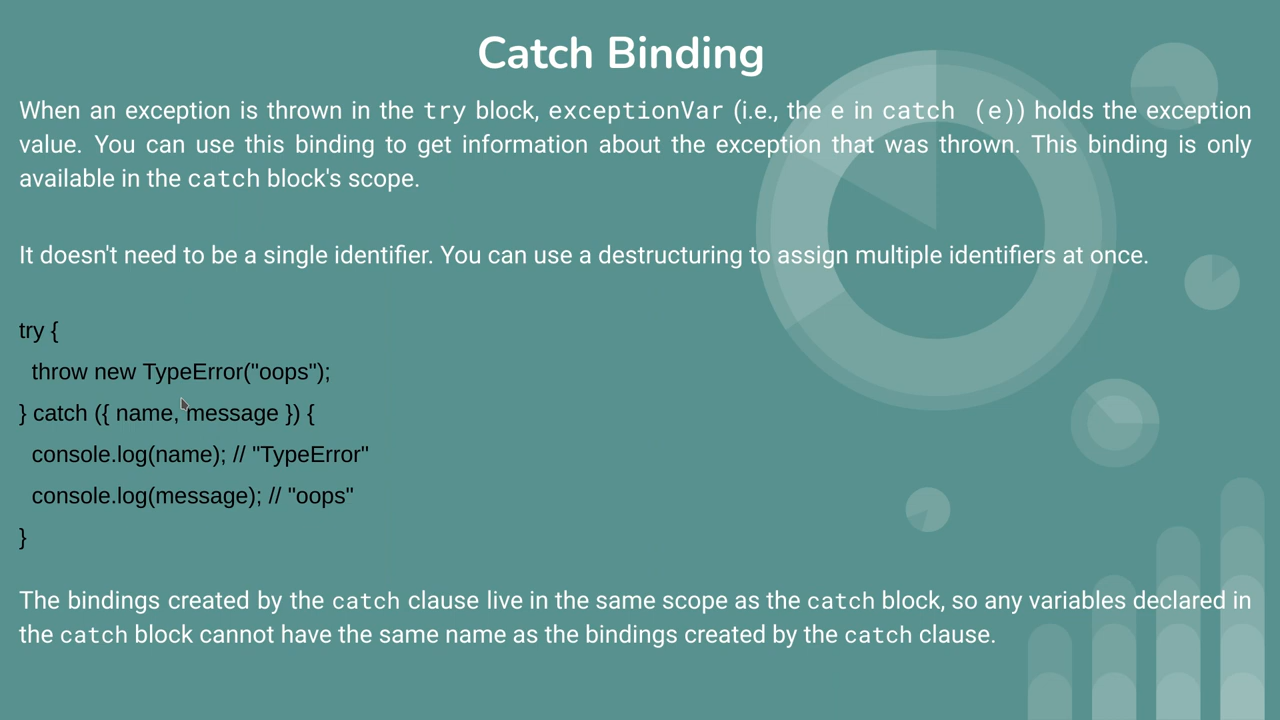 Catch Binding
When an exception is thrown in the try block, exceptionVar (i.e., the e in catch (e)) holds the exception
value. You can use this binding to get information about the exception that was thrown. This binding is only
available in the catch block's scope.
It doesn't need to be a single identifier. You can use a destructuring to assign multiple identifiers at once.
try {
  throw new TypeError("oops");
} catch ({ name, message }) {
  console.log(name); // "TypeError"
  console.log(message); // "oops"
}
The bindings created by the catch clause live in the same scope as the catch block, so any variables declared in
the catch block cannot have the same name as the bindings created by the catch clause.